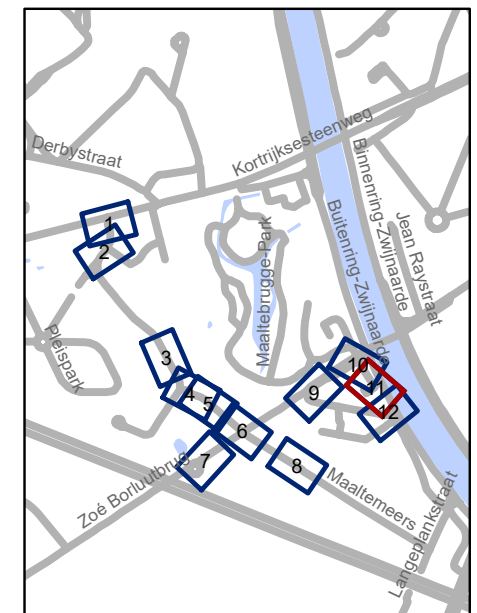 Kortrijksesteenweg
Derbystraat
Binnenring-Zwijnaarde
Buitenring-Zwijnaarde
Jean Raystraat
Maaltebrugge-Park
1
2
Pleispark
3
10
11
9
4
5
12
6
7
8
Zoé Borluutbrug
Maaltemeers
Langeplankstraat